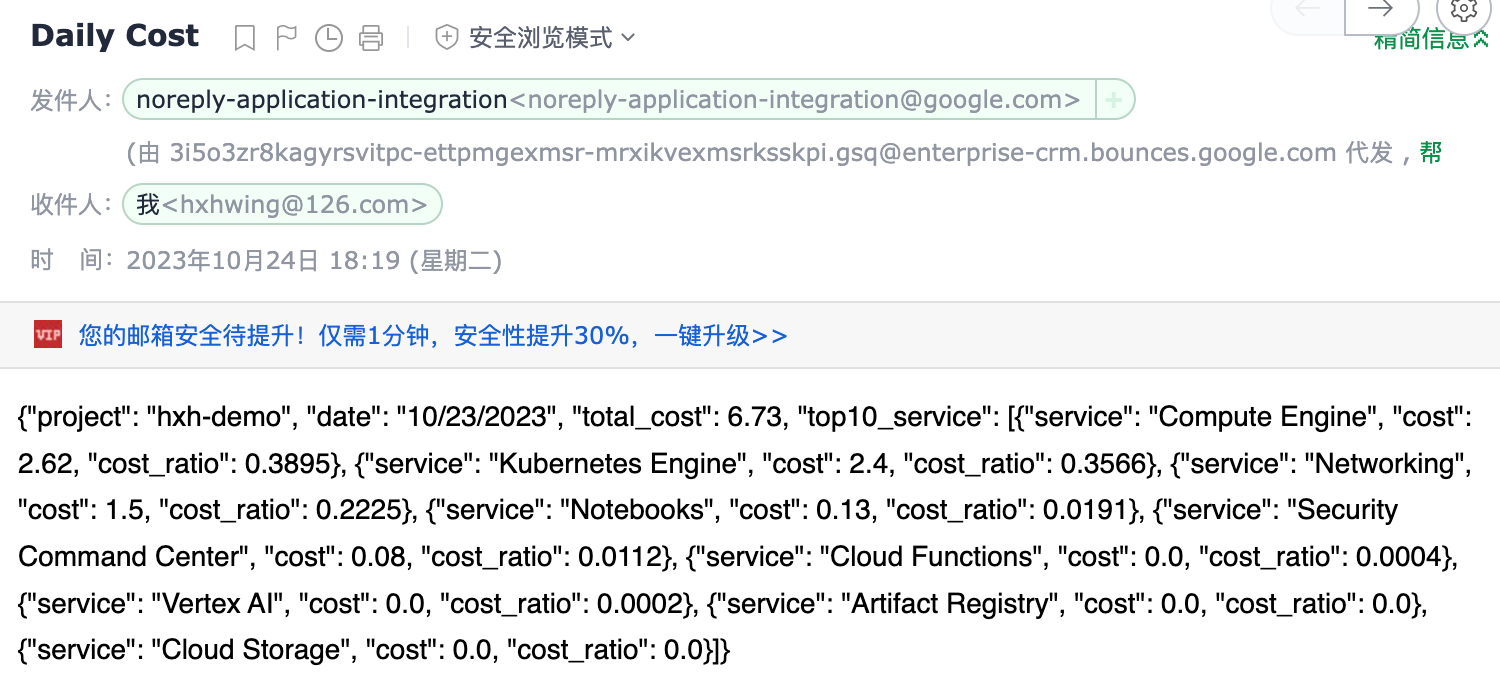 Daily Cost 安全浏览模式
精简信息
发件人： noreply-application-integration<noreply-application-integration@google.com> +
(由 3i5o3zr8kagyrsvitpc-ettpmgexmsr-mrxikvexmsrksskpi.gsq@enterprise-crm.bounces.google.com 代发，帮
收件人： 我<hxhwing@126.com>
时 间： 2023年10月24日 18:19 (星期二)
VIP 您的邮箱安全待提升！仅需1分钟，安全性提升30%，一键升级>>
{"project": "hxh-demo", "date": "10/23/2023", "total_cost": 6.73, "top10_service": [{"service": "Compute Engine", "cost":
2.62, "cost_ratio": 0.3895}, {"service": "Kubernetes Engine", "cost": 2.4, "cost_ratio": 0.3566}, {"service": "Networking",
"cost": 1.5, "cost_ratio": 0.2225}, {"service": "Notebooks", "cost": 0.13, "cost_ratio": 0.0191}, {"service": "Security
Command Center", "cost": 0.08, "cost_ratio": 0.0112}, {"service": "Cloud Functions", "cost": 0.0, "cost_ratio": 0.0004},
{"service": "Vertex AI", "cost": 0.0, "cost_ratio": 0.0002}, {"service": "Artifact Registry", "cost": 0.0, "cost_ratio": 0.0},
{"service": "Cloud Storage", "cost": 0.0, "cost_ratio": 0.0}]}